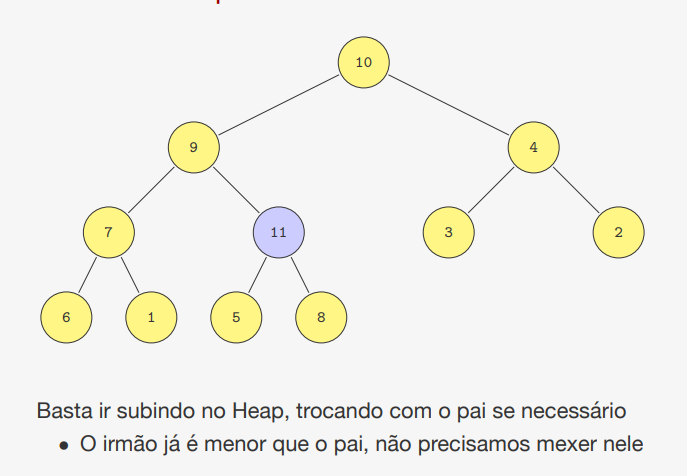 10
9 4
7 11 3 2
6 1 5 8
Basta ir subindo no Heap, trocando com o pai se necessário
• O irmão já é menor que o pai, não precisamos mexer nele